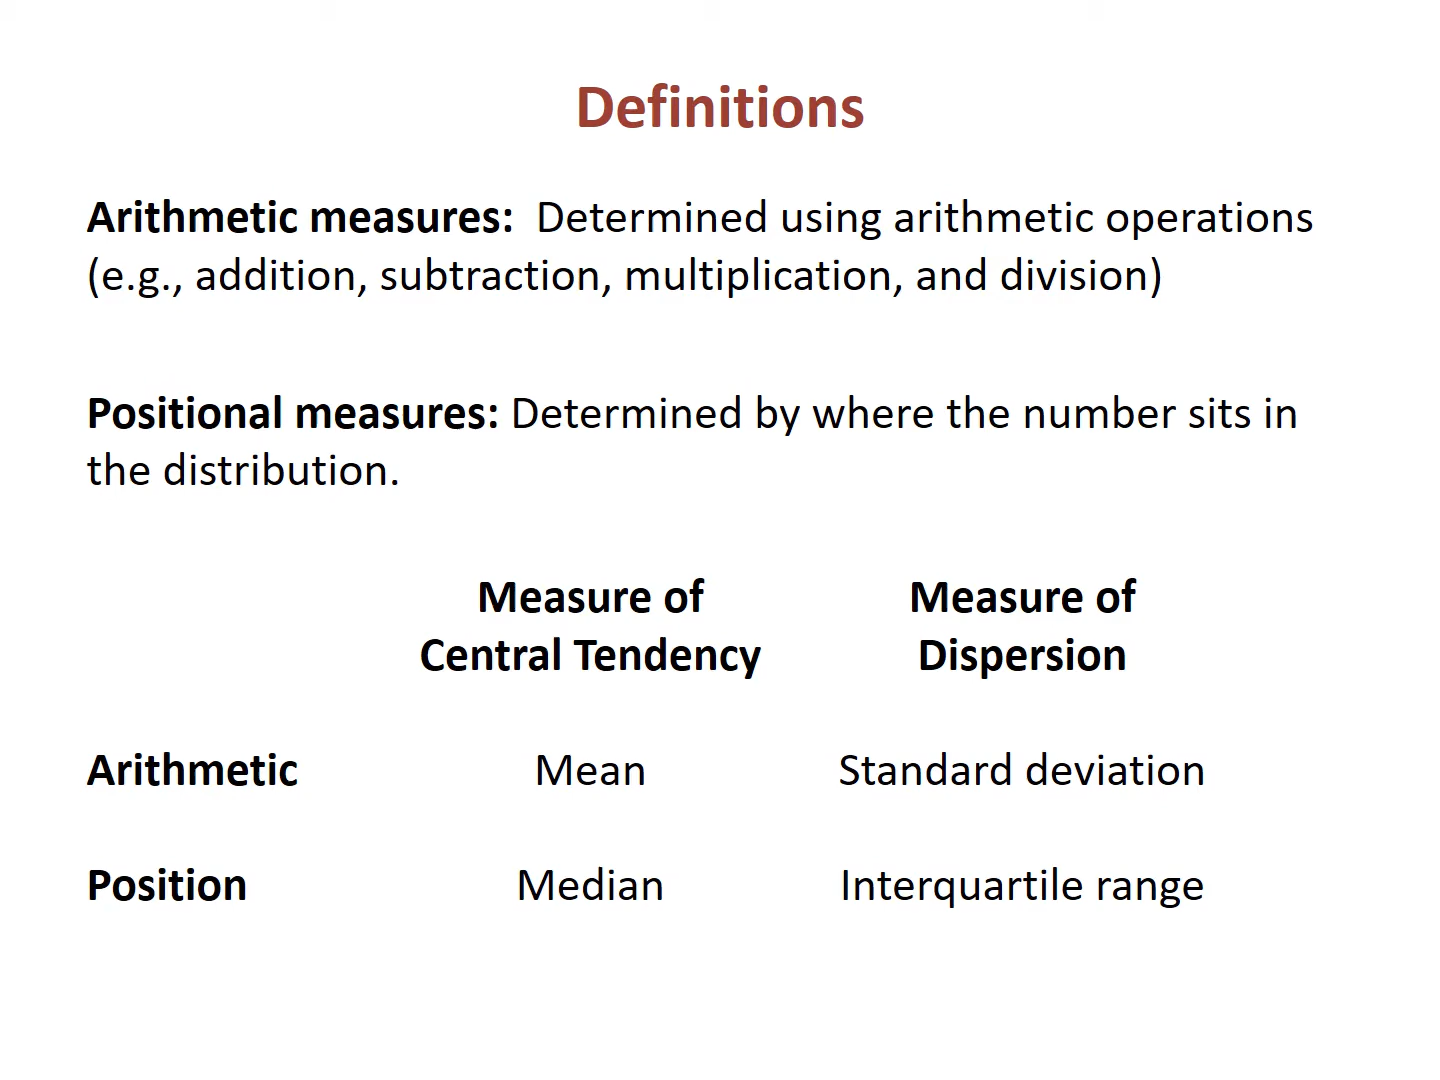 Definitions
Arithmetic measures:  Determined using arithmetic operations
(e.g., addition, subtraction, multiplication, and division)
Positional measures: Determined by where the number sits in
the distribution.
Measure of Central Tendency
Measure of Dispersion
Arithmetic Mean Standard deviation
Position Median Interquartile range